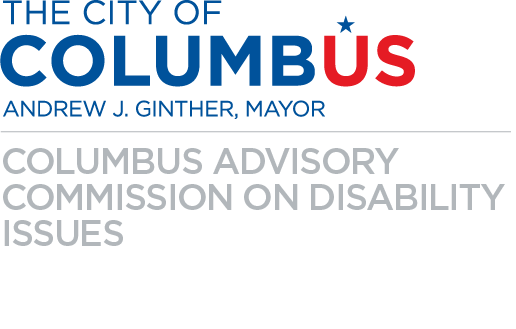 THE CITY OF
COLUMBUS
ANDREW J. GINTHER, MAYOR
COLUMBUS ADVISORY
COMMISSION ON DISABILITY
ISSUES